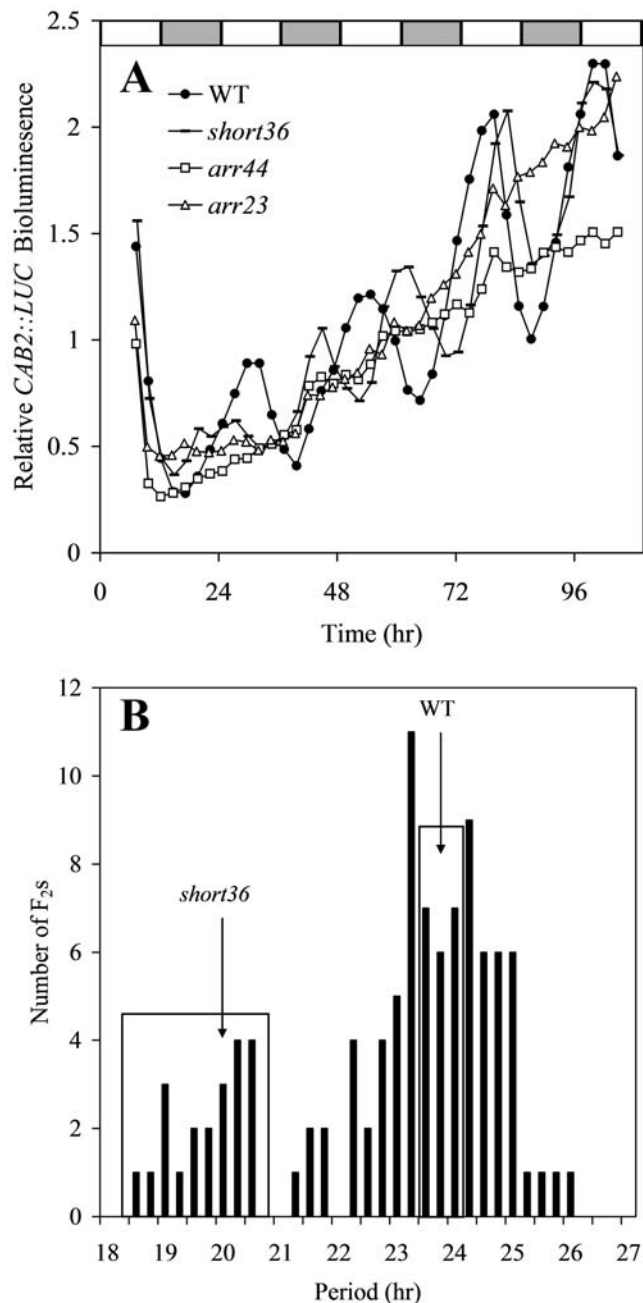 A
WT
short36
arr44
arr23
2.5
2
1.5
1
0.5
0
0 24 48 72 96
Relative CAB2::LUC Bioluminesence
Time (hr)
B
WT
short36
12
10
8
6
4
2
0
18 19 20 21 22 23 24 25 26 27
Number of F₂s
Period (hr)